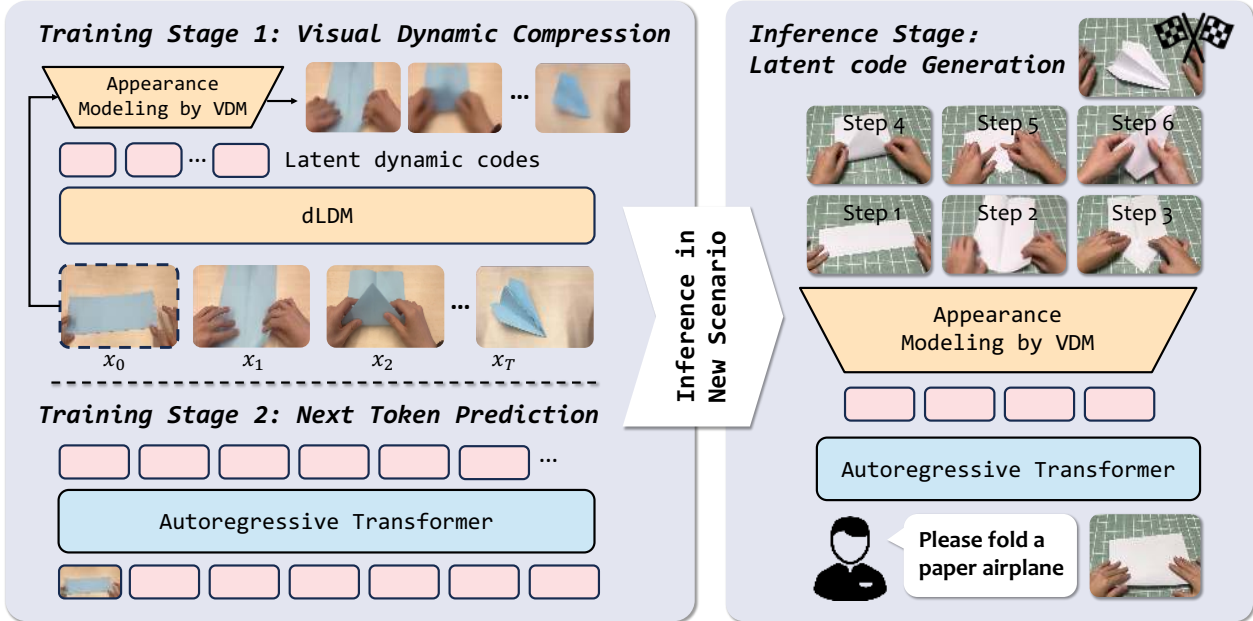 Training Stage 1: Visual Dynamic Compression
Appearance
Modeling by VDM
...
... Latent dynamic codes
dLDM
...
x₀ x₁ x₂ x_T
Training Stage 2: Next Token Prediction
...
Autoregressive Transformer
Inference in
New Scenario
Inference Stage:
Latent code Generation
Step 4 Step 5 Step 6
Step 1 Step 2 Step 3
Appearance
Modeling by VDM
Autoregressive Transformer
Please fold a
paper airplane